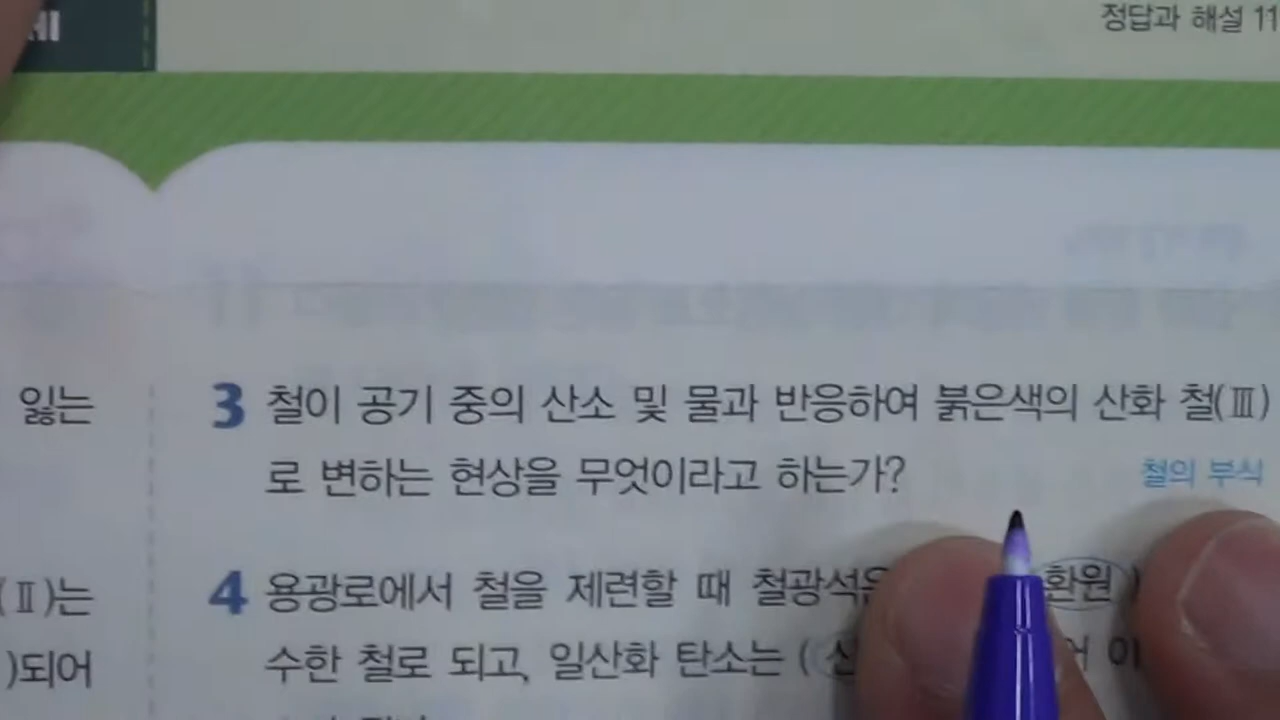 정답과 해설 11
잃는
3 철이 공기 중의 산소 및 물과 반응하여 붉은색의 산화 철(Ⅲ)
로 변하는 현상을 무엇이라고 하는가?
철의 부식
(Ⅱ)는
4 용광로에서 철을 제련할 때 철광석은 환원
)되어
수한 철로 되고, 일산화 탄소는 (